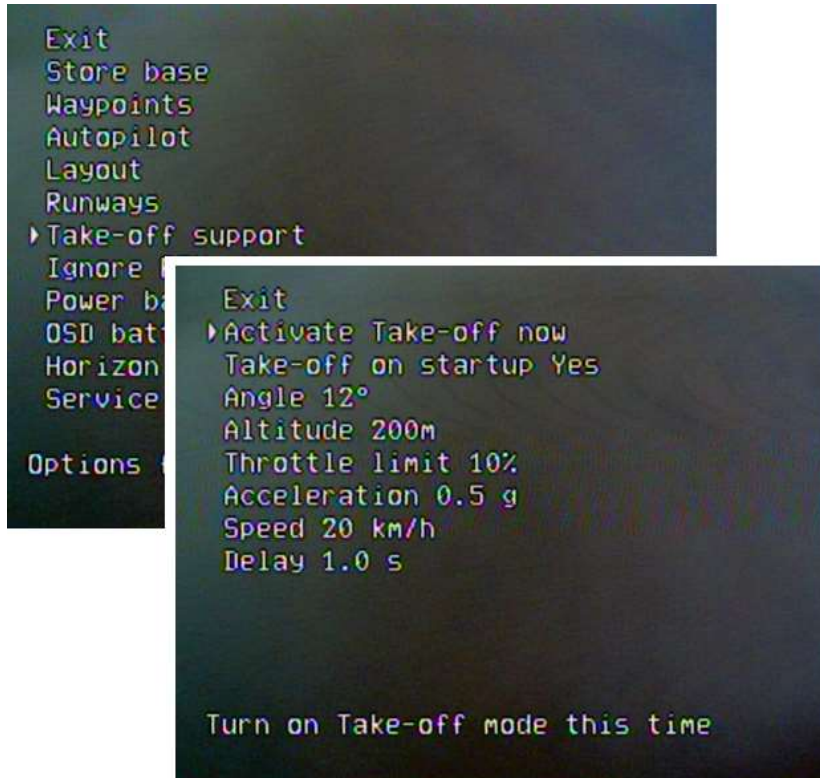 Exit
Store base
Waypoints
Autopilot
Layout
Runways
Take-off support
Ignore
Power
OSD
Horizon
Service
Options
Exit
Activate Take-off now
Take-off on startup Yes
Angle 12°
Altitude 200m
Throttle limit 10%
Acceleration 0.5 g
Speed 20 km/h
Delay 1.0 s
Turn on Take-off mode this time